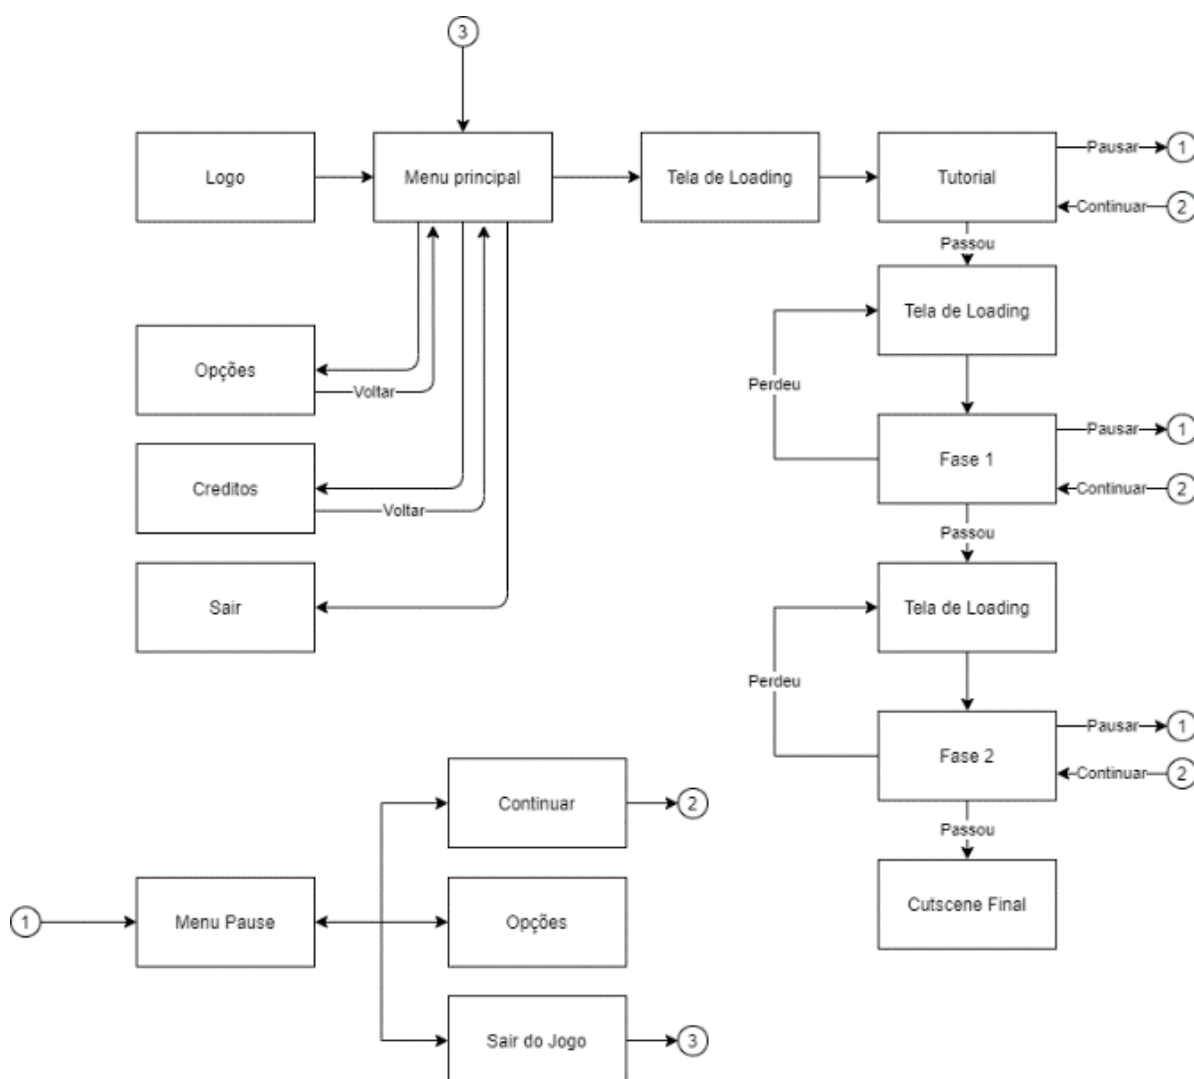 3
Logo
Menu principal
Tela de Loading
Tutorial
Pausar
1
Continuar
2
Passou
Tela de Loading
Opções
Voltar
Perdeu
Creditos
Voltar
Fase 1
Pausar
1
Continuar
2
Passou
Sair
Tela de Loading
Perdeu
Fase 2
Pausar
1
Continuar
2
Passou
Cutscene Final
1
Menu Pause
Continuar
2
Opções
Sair do Jogo
3